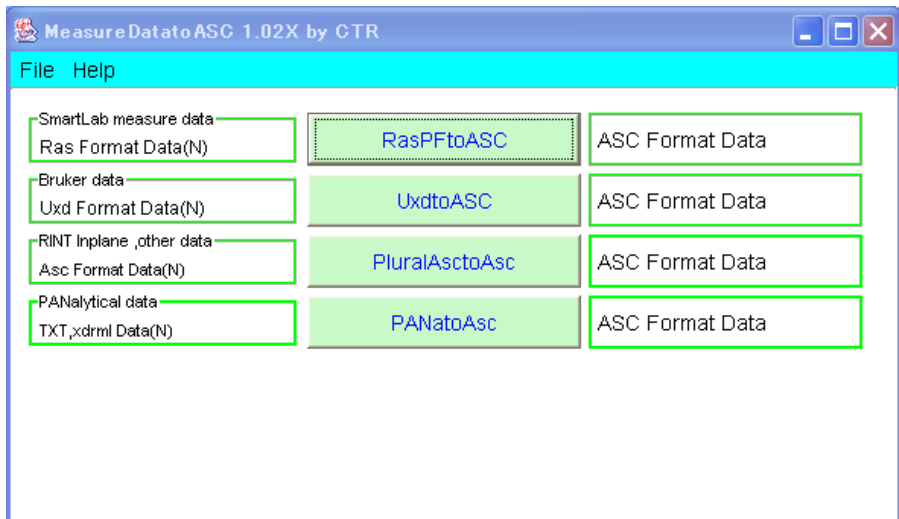 MeasureDatatoASC 1.02X by CTR
File Help
SmartLab measure data
Ras Format Data(N)
RasPFtoASC
ASC Format Data
Bruker data
Uxd Format Data(N)
UxdtoASC
ASC Format Data
RINT Inplane ,other data
Asc Format Data(N)
PluralAsctoAsc
ASC Format Data
PANalytical data
TXT,xdrml Data(N)
PANatoAsc
ASC Format Data